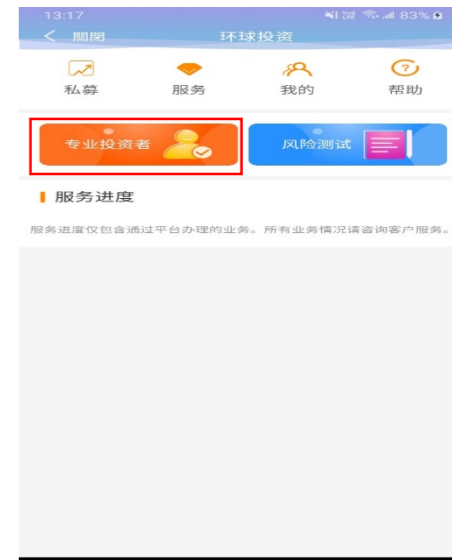 13:17 83%
< 關閉 环球投资
私募 服务 我的 帮助
专业投资者 风险测试
服务进度
服务进度仅包含通过平台办理的业务。所有业务情况请咨询客户服务。